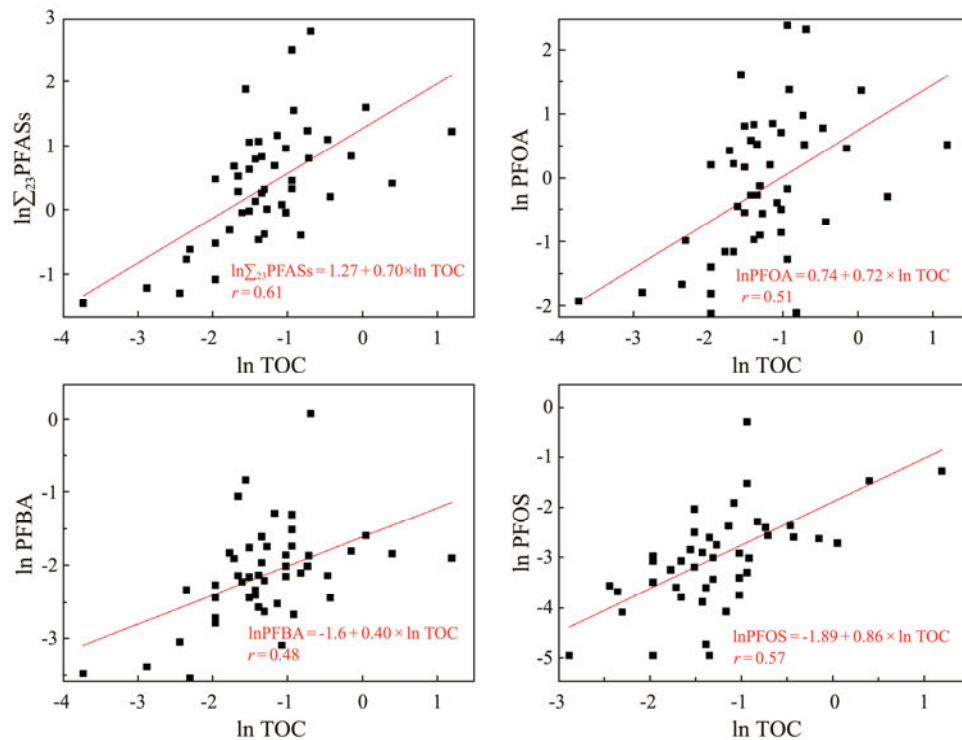 3
2
1
0
-1
ln∑₂₃PFASs
ln∑₂₃PFASs=1.27+0.70×ln TOC
r=0.61
-4 -3 -2 -1 0 1
ln TOC
2
1
0
-1
-2
ln PFOA
lnPFOA=0.74+0.72×ln TOC
r=0.51
-4 -3 -2 -1 0 1
ln TOC
0
-1
-2
-3
ln PFBA
lnPFBA=-1.6+0.40×ln TOC
r=0.48
-4 -3 -2 -1 0 1
ln TOC
0
-1
-2
-3
-4
-5
ln PFOS
lnPFOS=-1.89+0.86×ln TOC
r=0.57
-3 -2 -1 0 1
ln TOC